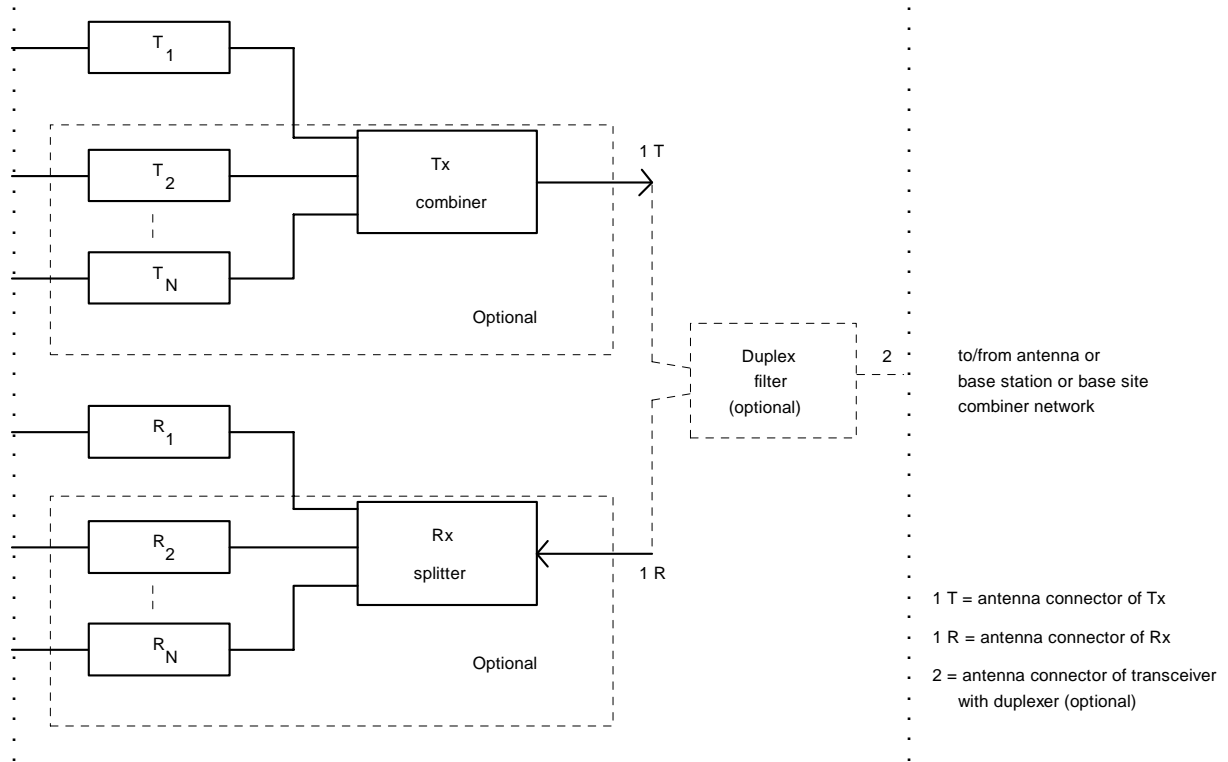 T1
T2
TN
Tx
combiner
Optional
1 T
R1
R2
RN
Rx
splitter
Optional
1 R
Duplex
filter
(optional)
2
to/from antenna or
base station or base site
combiner network
1 T = antenna connector of Tx
1 R = antenna connector of Rx
2 = antenna connector of transceiver
with duplexer (optional)